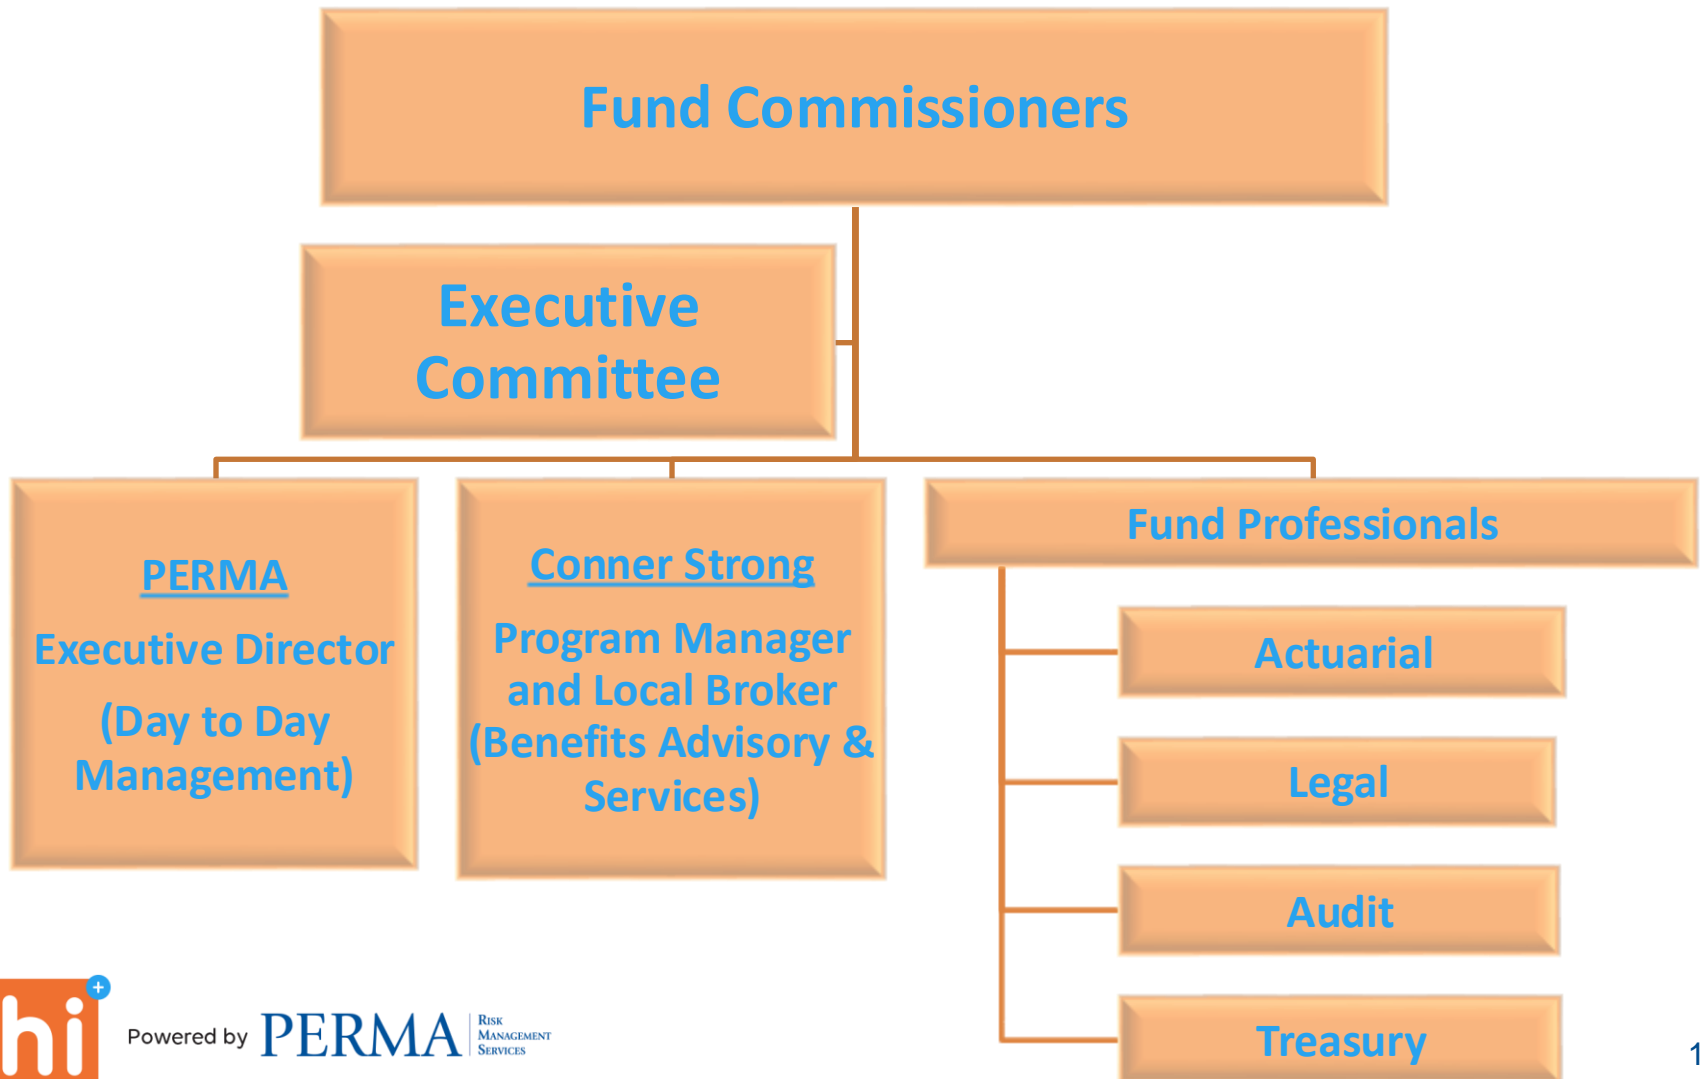 Fund Commissioners
Executive
Committee
PERMA
Executive Director
(Day to Day
Management)
Conner Strong
Program Manager
and Local Broker
(Benefits Advisory &
Services)
Fund Professionals
Actuarial
Legal
Audit
Treasury
hi+
Powered by PERMA
RISK
MANAGEMENT
SERVICES
1